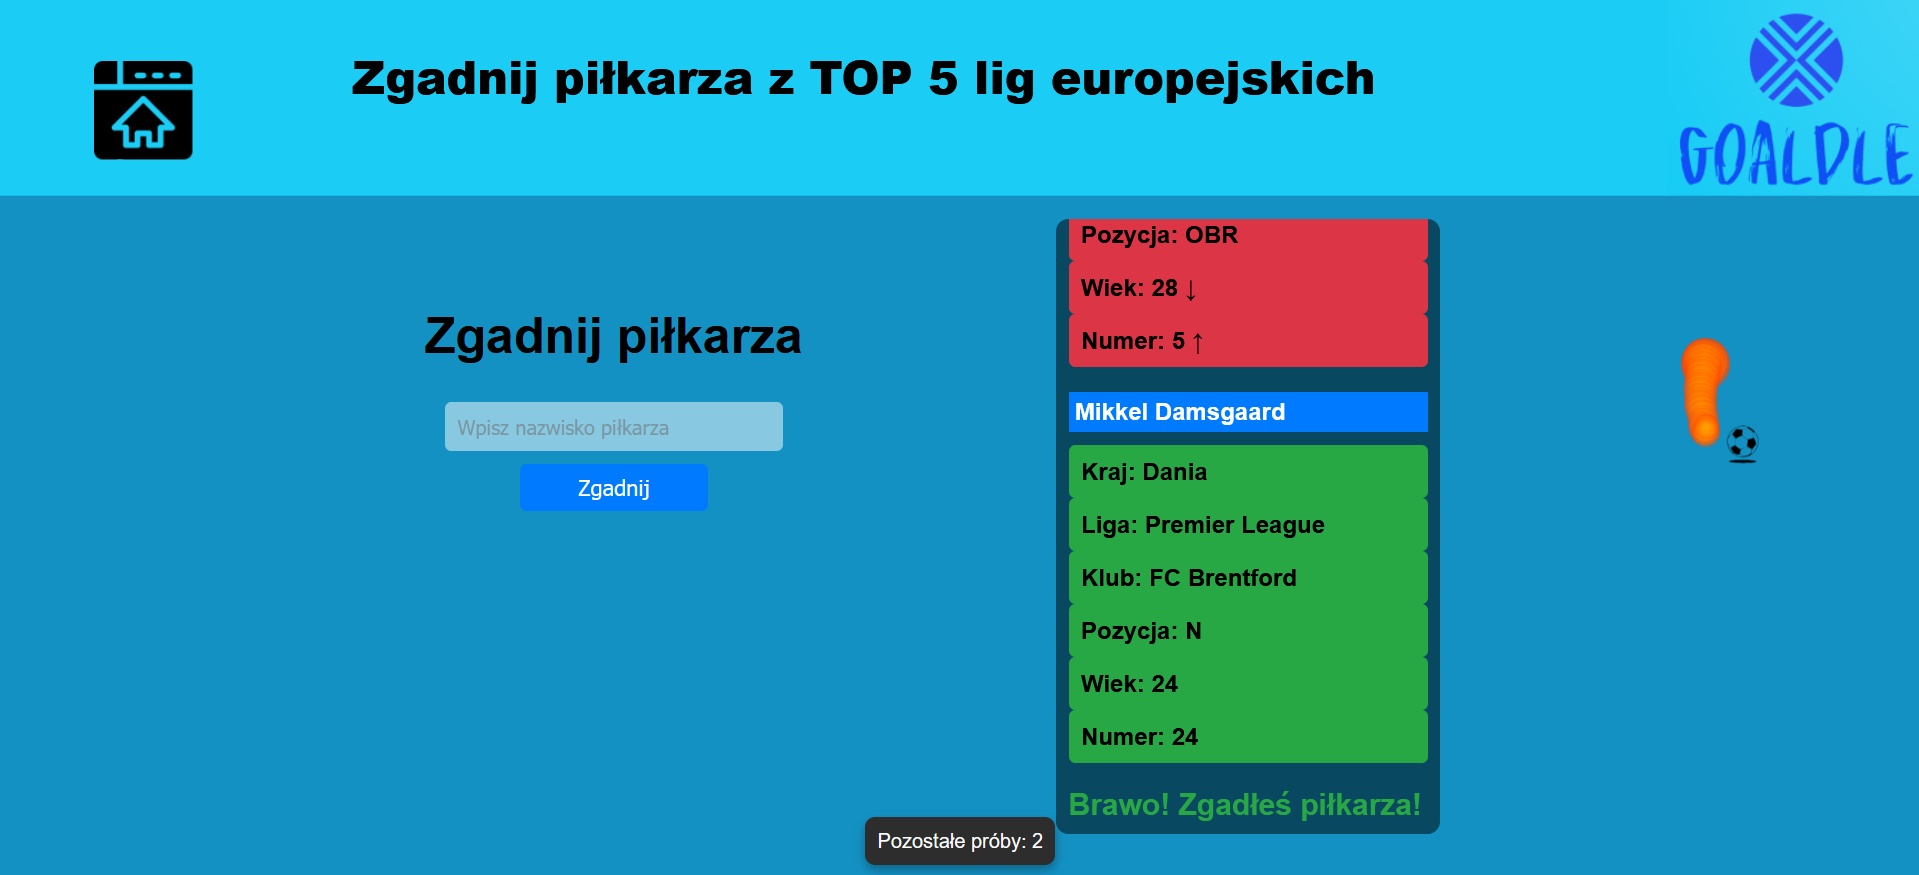 Zgadnij piłkarza z TOP 5 lig europejskich
GOALDLE
Zgadnij piłkarza
Wpisz nazwisko piłkarza
Zgadnij
Pozycja: OBR
Wiek: 28 ↓
Numer: 5 ↑
Mikkel Damsgaard
Kraj: Dania
Liga: Premier League
Klub: FC Brentford
Pozycja: N
Wiek: 24
Numer: 24
Brawo! Zgadłeś piłkarza!
Pozostałe próby: 2